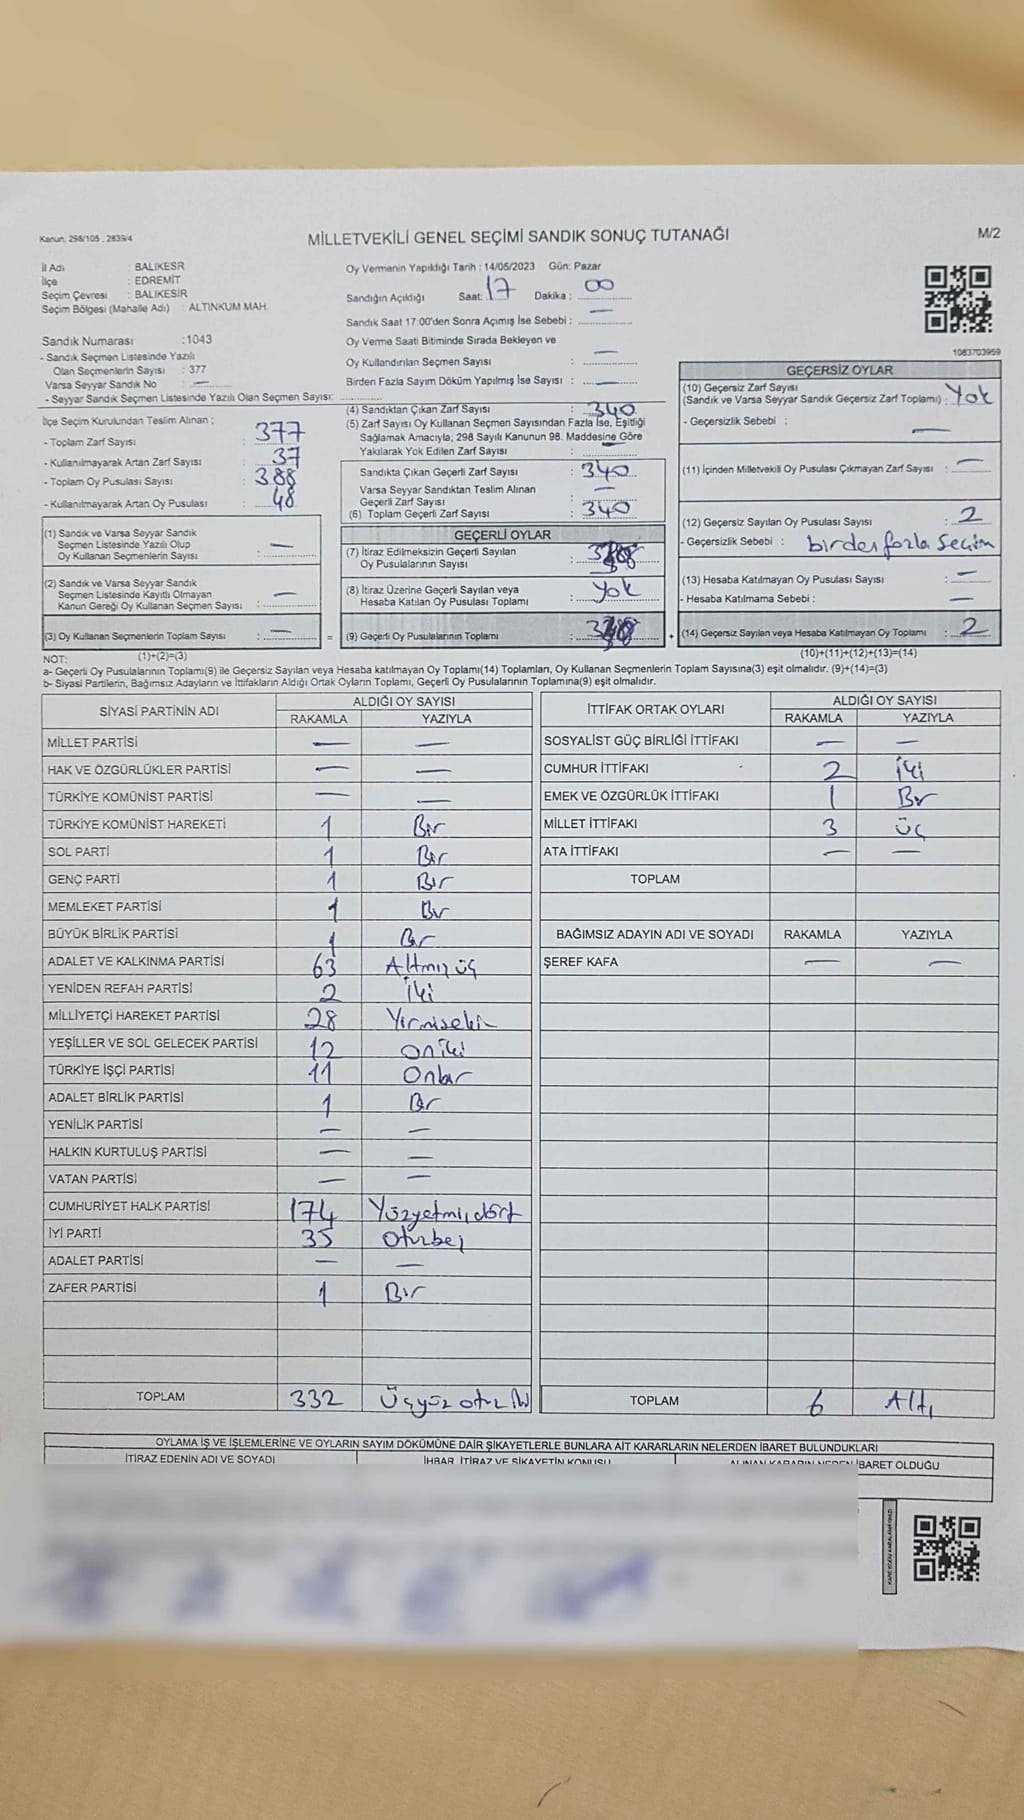 Kanun: 298/105 , 2839/4
MİLLETVEKİLİ GENEL SEÇİMİ SANDIK SONUÇ TUTANAĞI
M/2
İl Adı : BALIKESR
İlçe : EDREMİT
Seçim Çevresi : BALIKESİR
Seçim Bölgesi (Mahalle Adı) : ALTINKUM MAH.
Sandık Numarası :1043
- Sandık Seçmen Listesinde Yazılı
Olan Seçmenlerin Sayısı : 377
Varsa Seyyar Sandık No : —
- Seyyar Sandık Seçmen Listesinde Yazılı Olan Seçmen Sayısı:
Oy Vermenin Yapıldığı Tarih : 14/05/2023 Gün: Pazar
Sandığın Açıldığı Saat: 17 Dakika : 00
Sandık Saat 17:00'den Sonra Açımış İse Sebebi : —
Oy Verme Saati Bitiminde Sırada Bekleyen ve
Oy Kullandırılan Seçmen Sayısı : —
Birden Fazla Sayım Döküm Yapılmış İse Sayısı : —
1083703959
İlçe Seçim Kurulundan Teslim Alınan :
- Toplam Zarf Sayısı : 377
- Kullanılmayarak Artan Zarf Sayısı : 37
- Toplam Oy Pusulası Sayısı : 388
- Kullanılmayarak Artan Oy Pusulası : 48
(4) Sandıktan Çıkan Zarf Sayısı : 340
(5) Zarf Sayısı Oy Kullanan Seçmen Sayısından Fazla İse, Eşitliği
Sağlamak Amacıyla, 298 Sayılı Kanunun 98. Maddesine Göre
Yakılarak Yok Edilen Zarf Sayısı : —
Sandıkta Çıkan Geçerli Zarf Sayısı : 340
Varsa Seyyar Sandıktan Teslim Alınan
Geçerli Zarf Sayısı : —
(6) Toplam Geçerli Zarf Sayısı : 340
GEÇERSİZ OYLAR
(10) Geçersiz Zarf Sayısı
(Sandık ve Varsa Seyyar Sandık Geçersiz Zarf Toplamı) : Yok
- Geçersizlik Sebebi : —
(11) İçinden Milletvekili Oy Pusulası Çıkmayan Zarf Sayısı : —
(12) Geçersiz Sayılan Oy Pusulası Sayısı : 2
- Geçersizlik Sebebi : birden fazla seçim
(13) Hesaba Katılmayan Oy Pusulası Sayısı : —
- Hesaba Katılmama Sebebi : —
(14) Geçersiz Sayılan veya Hesaba Katılmayan Oy Toplamı : 2
(10)+(11)+(12)+(13)=(14)
(1) Sandık ve Varsa Seyyar Sandık
Seçmen Listesinde Yazılı Olup
Oy Kullanan Seçmenlerin Sayısı : —
(2) Sandık ve Varsa Seyyar Sandık
Seçmen Listesinde Kayıtlı Olmayan
Kanun Gereği Oy Kullanan Seçmen Sayısı : —
(3) Oy Kullanan Seçmenlerin Toplam Sayısı : —
(1)+(2)=(3)
GEÇERLİ OYLAR
(7) İtiraz Edilmeksizin Geçerli Sayılan
Oy Pusulalarının Sayısı :
(8) İtiraz Üzerine Geçerli Sayılan veya
Hesaba Katılan Oy Pusulası Toplamı : Yok
= (9) Geçerli Oy Pusulalarının Toplamı : +
NOT:
a- Geçerli Oy Pusulalarının Toplamı(9) ile Geçersiz Sayılan veya Hesaba katılmayan Oy Toplamı(14) Toplamları, Oy Kullanan Seçmenlerin Toplam Sayısına(3) eşit olmalıdır. (9)+(14)=(3)
b- Siyasi Partilerin, Bağımsız Adayların ve İttifakların Aldığı Ortak Oyların Toplamı, Geçerli Oy Pusulalarının Toplamına(9) eşit olmalıdır.
SİYASİ PARTİNİN ADI ALDIĞI OY SAYISI
RAKAMLA YAZIYLA
MİLLET PARTİSİ — —
HAK VE ÖZGÜRLÜKLER PARTİSİ — —
TÜRKİYE KOMÜNİST PARTİSİ — —
TÜRKİYE KOMÜNİST HAREKETİ 1 Bir
SOL PARTİ 1 Bir
GENÇ PARTİ 1 Bir
MEMLEKET PARTİSİ 1 Bir
BÜYÜK BİRLİK PARTİSİ 1 Bir
ADALET VE KALKINMA PARTİSİ 63 Altmış üç
YENİDEN REFAH PARTİSİ 2 İki
MİLLİYETÇİ HAREKET PARTİSİ 28 Yirmisekiz
YEŞİLLER VE SOL GELECEK PARTİSİ 12 Oniki
TÜRKİYE İŞÇİ PARTİSİ 11 Onbir
ADALET BİRLİK PARTİSİ 1 Bir
YENİLİK PARTİSİ — —
HALKIN KURTULUŞ PARTİSİ — —
VATAN PARTİSİ — —
CUMHURİYET HALK PARTİSİ 174 Yüzyetmiş dört
İYİ PARTİ 35 Otuzbeş
ADALET PARTİSİ — —
ZAFER PARTİSİ 1 Bir
TOPLAM 332 Üçyüz otuz iki
İTTİFAK ORTAK OYLARI ALDIĞI OY SAYISI
RAKAMLA YAZIYLA
SOSYALİST GÜÇ BİRLİĞİ İTTİFAKI — —
CUMHUR İTTİFAKI 2 İki
EMEK VE ÖZGÜRLÜK İTTİFAKI 1 Bir
MİLLET İTTİFAKI 3 üç
ATA İTTİFAKI — —
TOPLAM
BAĞIMSIZ ADAYIN ADI VE SOYADI RAKAMLA YAZIYLA
ŞEREF KAFA — —
TOPLAM 6 Altı
OYLAMA İŞ VE İŞLEMLERİNE VE OYLARIN SAYIM DÖKÜMÜNE DAİR ŞİKAYETLERLE BUNLARA AİT KARARLARIN NELERDEN İBARET BULUNDUKLARI
İTİRAZ EDENİN ADI VE SOYADI İHBAR, İTİRAZ VE ŞİKAYETİN KONUSU ALINAN KARARIN NEDEN İBARET OLDUĞU